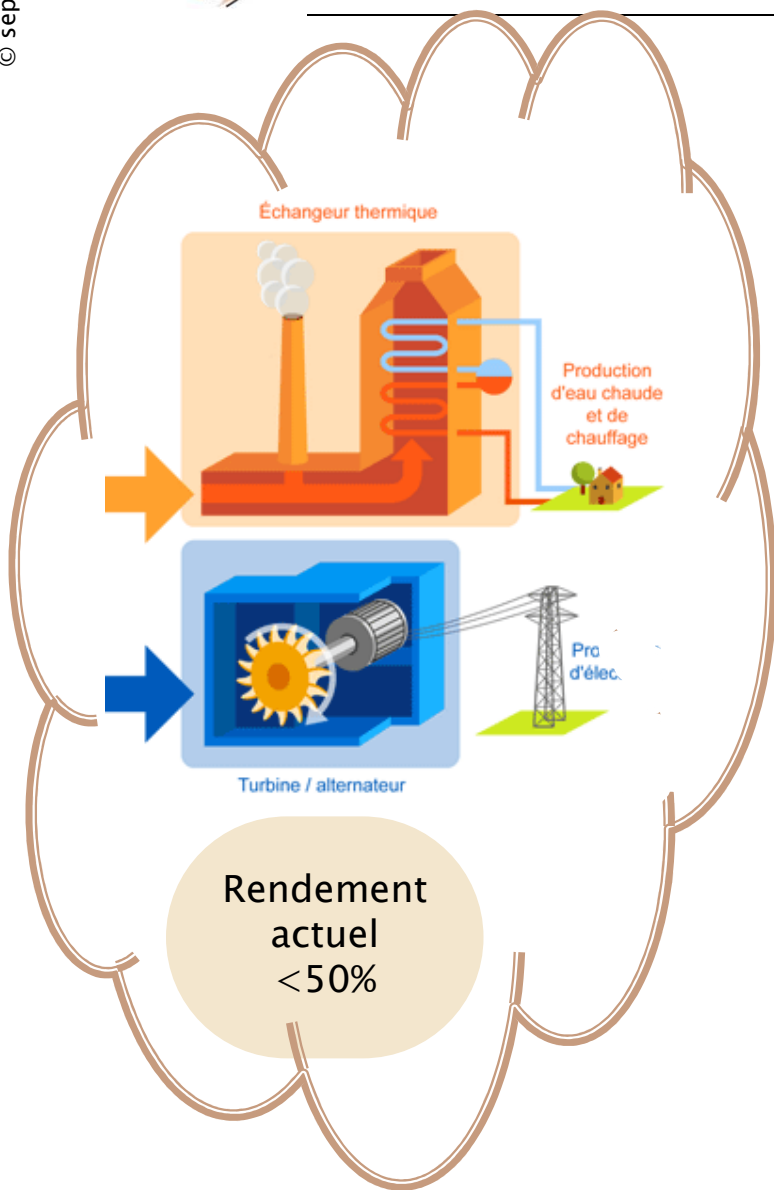 © sep
Échangeur thermique
Production
d'eau chaude
et de
chauffage
Turbine / alternateur
Rendement
actuel
<50%